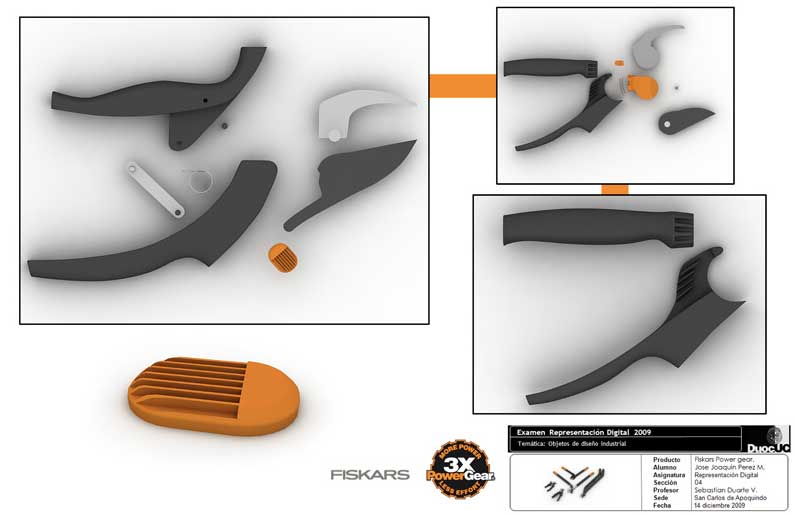 Examen Representación Digital 2009
Temática: Objetos de diseño industrial
DuocUC
Producto Fiskars Power gear.
Alumno Jose Joaquin Perez M.
Asignatura Representación Digital
Sección 04
Profesor Sebastian Duarte V.
Sede San Carlos de Apoquindo
Fecha 14 diciembre 2009
FISKARS
MORE POWER
3X
PowerGear
LESS EFFORT